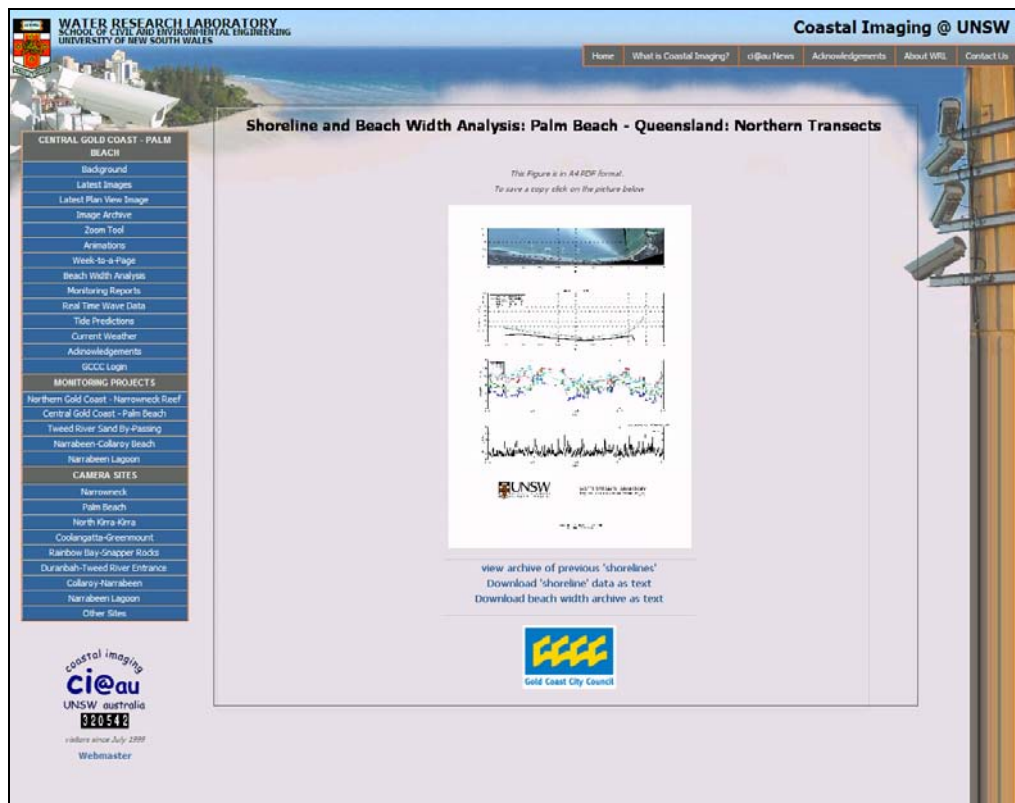 WATER RESEARCH LABORATORY
SCHOOL OF CIVIL AND ENVIRONMENTAL ENGINEERING
UNIVERSITY OF NEW SOUTH WALES
Coastal Imaging @ UNSW
Home
What is Coastal Imaging?
ci@au News
Acknowledgements
About WRL
Contact Us
CENTRAL GOLD COAST - PALM
BEACH
Background
Latest Images
Latest Plan View Image
Image Archive
Zoom Tool
Animations
Week-to-a-Page
Beach Width Analysis
Monitoring Reports
Real Time Wave Data
Tide Predictions
Current Weather
Acknowledgements
GCCC Login
MONITORING PROJECTS
Northern Gold Coast - Narrowneck Reef
Central Gold Coast - Palm Beach
Tweed River Sand By-Passing
Narrabeen-Collaroy Beach
Narrabeen Lagoon
CAMERA SITES
Narrowneck
Palm Beach
North Kirra-Kirra
Coolangatta-Greenmount
Rainbow Bay-Snapper Rocks
Duranbah-Tweed River Entrance
Collaroy-Narrabeen
Narrabeen Lagoon
Other Sites
coastal imaging
ci@au
UNSW australia
320542
visitors since July 1999
Webmaster
Shoreline and Beach Width Analysis: Palm Beach - Queensland: Northern Transects
This Figure is in A4 PDF format.
To save a copy click on the picture below
UNSW
WATER RESEARCH LABORATORY
view archive of previous 'shorelines'
Download 'shoreline' data as text
Download beach width archive as text
Gold Coast City Council